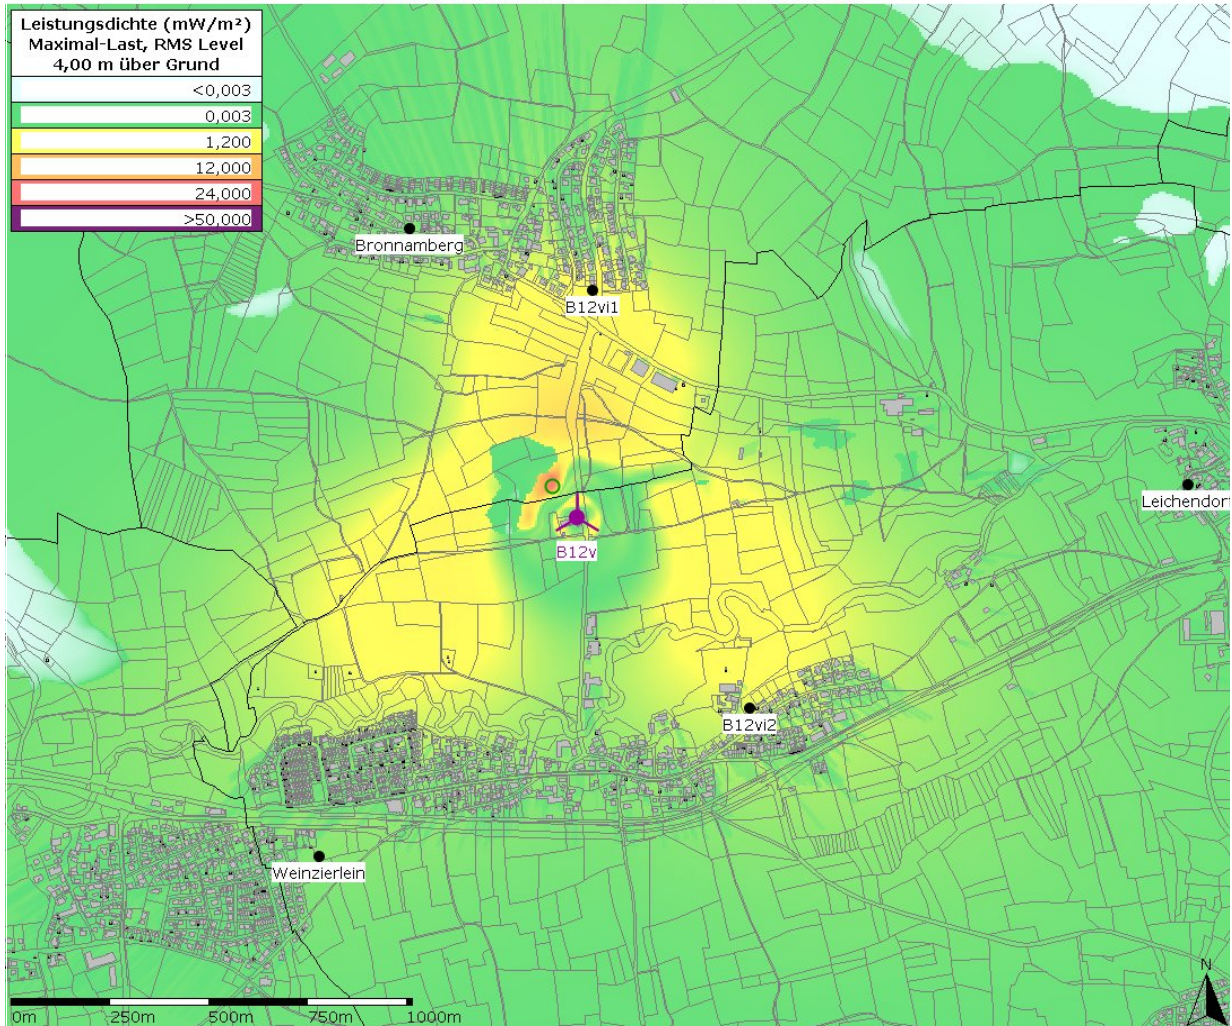 Leistungsdichte (mW/m²)
Maximal-Last, RMS Level
4,00 m über Grund
<0,003
0,003
1,200
12,000
24,000
>50,000
Bronnamberg
B12vi1
Leichendorf
B12v
B12vi2
Weinzierlein
N
0m 250m 500m 750m 1000m